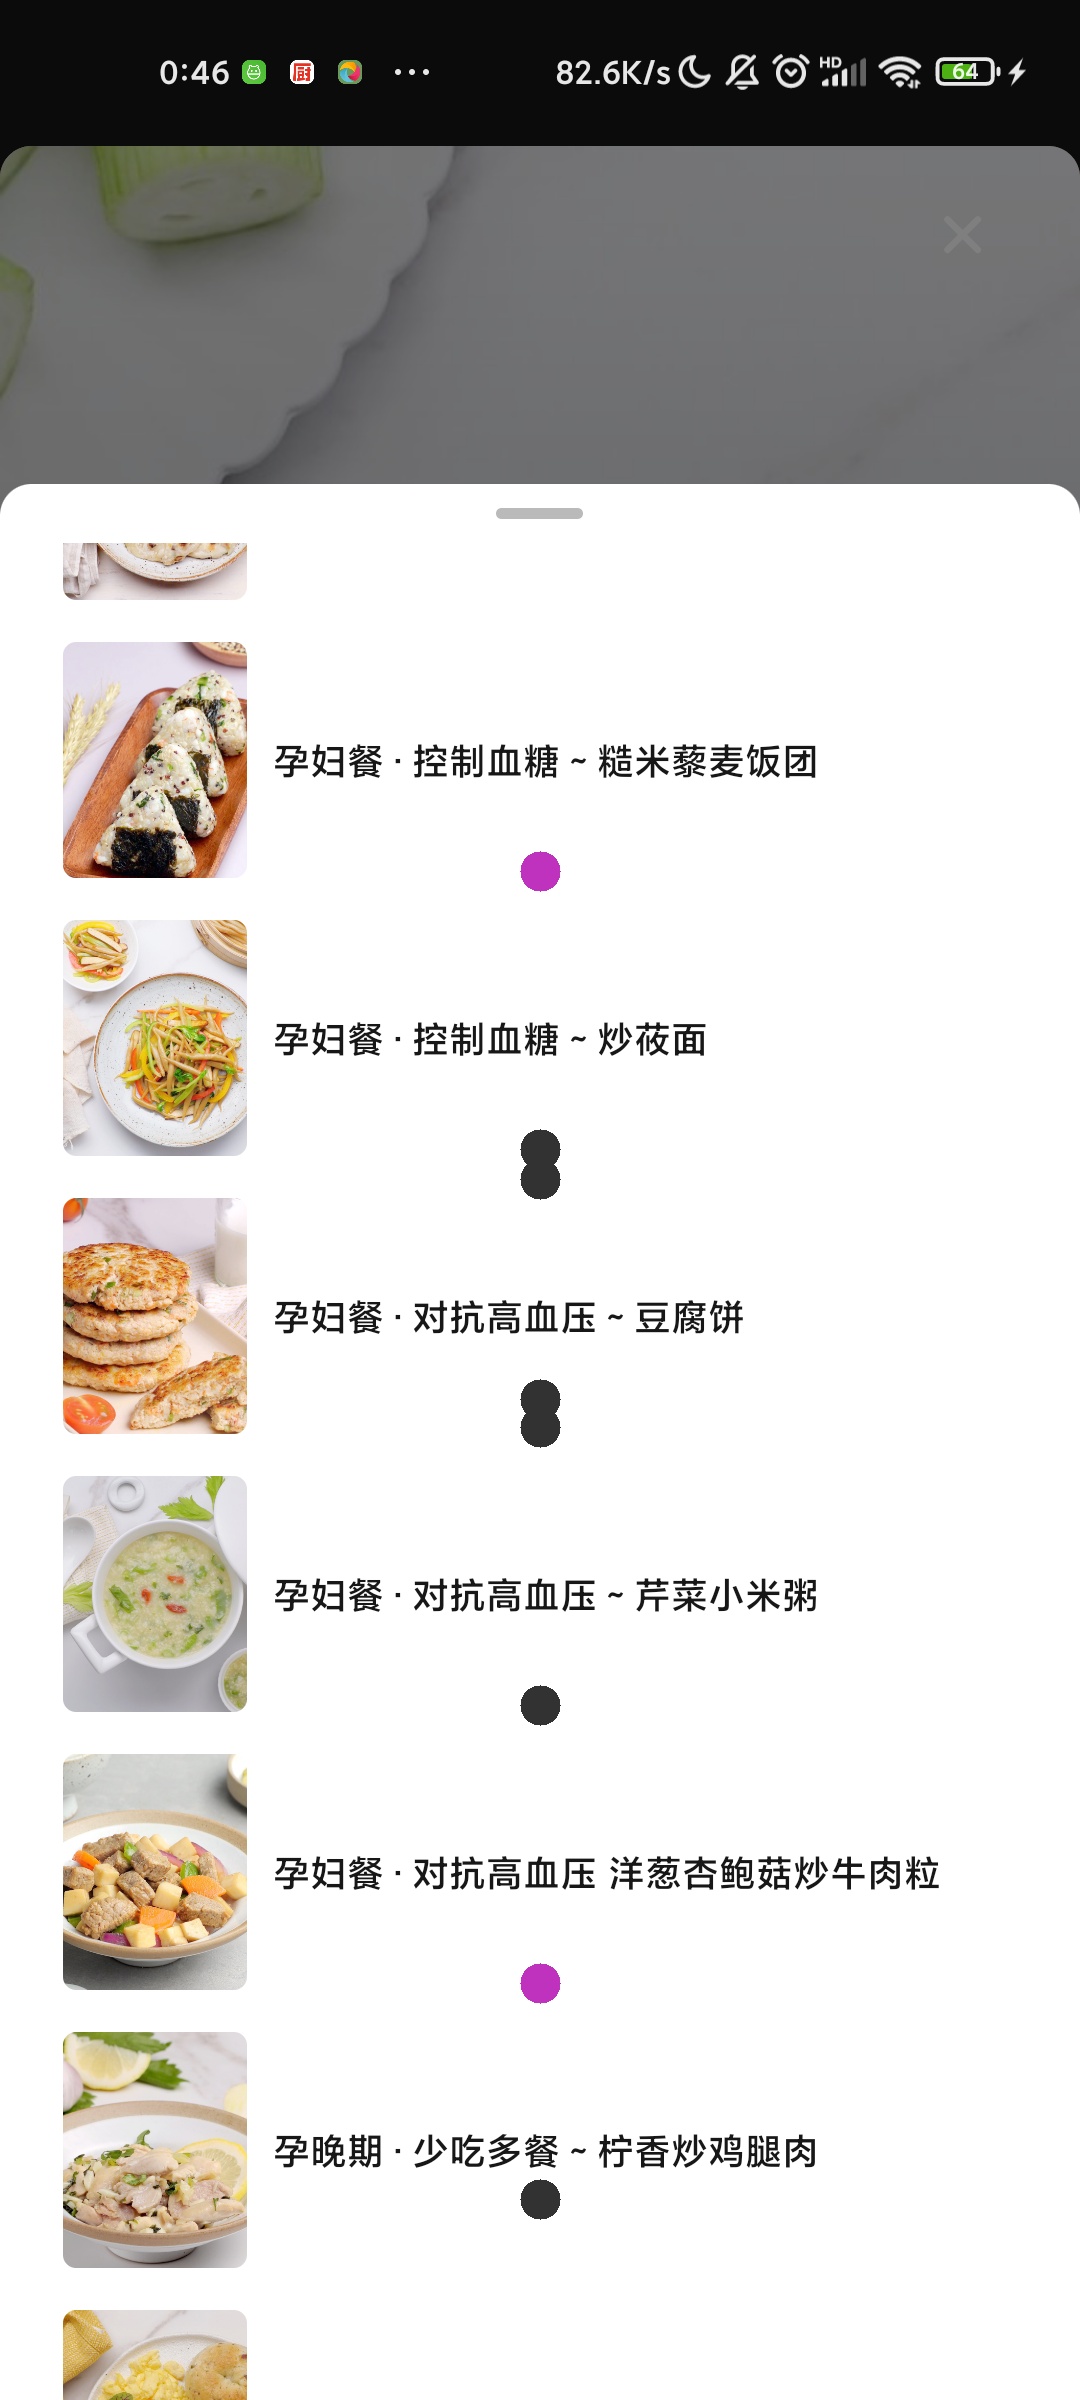 0:46 厨 ··· 82.6K/s HD 64
孕妇餐 · 控制血糖 ~ 糙米藜麦饭团
孕妇餐 · 控制血糖 ~ 炒莜面
孕妇餐 · 对抗高血压 ~ 豆腐饼
孕妇餐 · 对抗高血压 ~ 芹菜小米粥
孕妇餐 · 对抗高血压 洋葱杏鲍菇炒牛肉粒
孕晚期 · 少吃多餐 ~ 柠香炒鸡腿肉